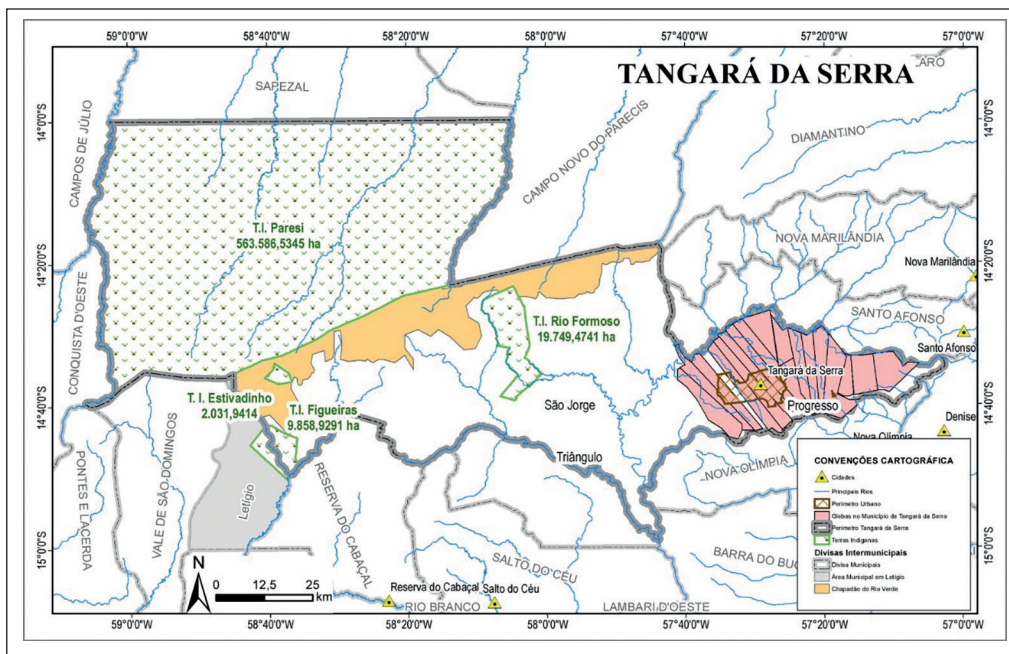 59°0'0"W
58°40'0"W
58°20'0"W
58°0'0"W
57°40'0"W
57°20'0"W
57°0'0"W
TANGARÁ DA SERRA
SAPEZAL
DIAMANTINO
14°0'0"S
14°0'0"S
CAMPOS DE JÚLIO
CAMPO NOVO DO PARECIS
T.I. Paresi
563.586,5345 ha
NOVA MARILÂNDIA
Nova Marilândia
14°20'0"S
14°20'0"S
CONQUISTA D'OESTE
SANTO AFONSO
Santo Afonso
T.I. Rio Formoso
19.749,4741 ha
Tangará da Serra
T. I. Estivadinho
2.031,9414
T.I. Figueiras
9.858,9291 ha
São Jorge
Progresso
14°40'0"S
14°40'0"S
Denise
Nova Olímpia
Triângulo
NOVA OLÍMPIA
PONTES E LACERDA
VALE DE SÃO DOMINGOS
Letígio
RESERVA DO CABAÇAL
15°0'0"S
15°0'0"S
SALTO DO CÉU
BARRA DO BUG
N
0 12,5 25
km
Reserva do Cabaçal
Salto do Céu
RIO BRANCO
LAMBARI D'OESTE
CONVENÇÕES CARTOGRÁFICA
Cidades
Principais Rios
Perímetro Urbano
Glebas no Município de Tangará da Serra
Perímetro Tangará da Serra
Terras Indígenas
Divisas Intermunicipais
Divisa Municipais
Área Municipal em Letígio
Chapadão do Rio Verde
59°0'0"W
58°40'0"W
58°20'0"W
58°0'0"W
57°40'0"W
57°20'0"W
57°0'0"W